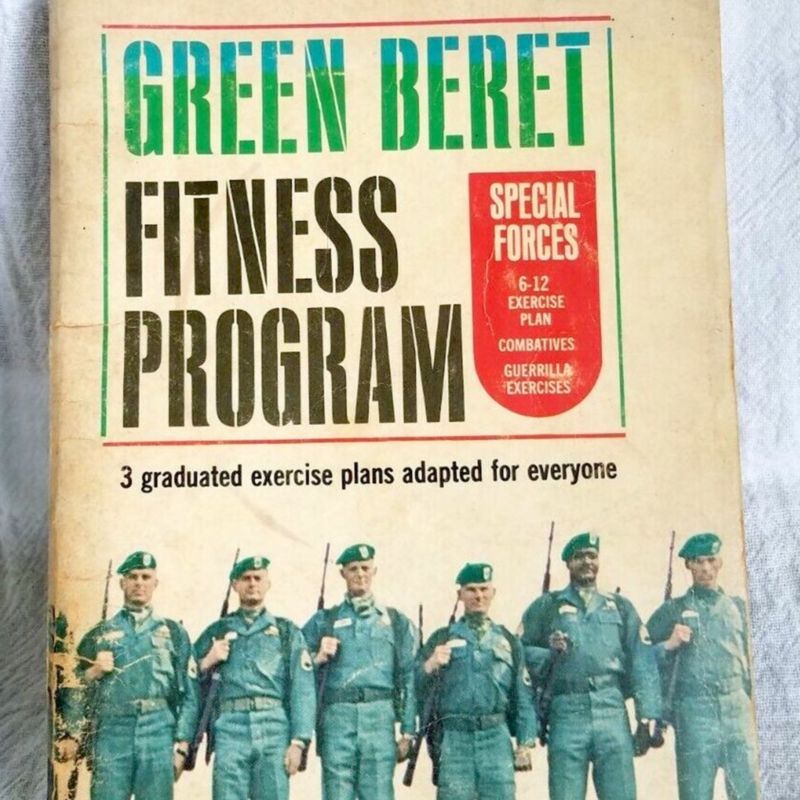 GREEN BERET
FITNESS
PROGRAM
SPECIAL
FORCES
6-12
EXERCISE
PLAN
COMBATIVES
GUERRILLA
EXERCISES
3 graduated exercise plans adapted for everyone